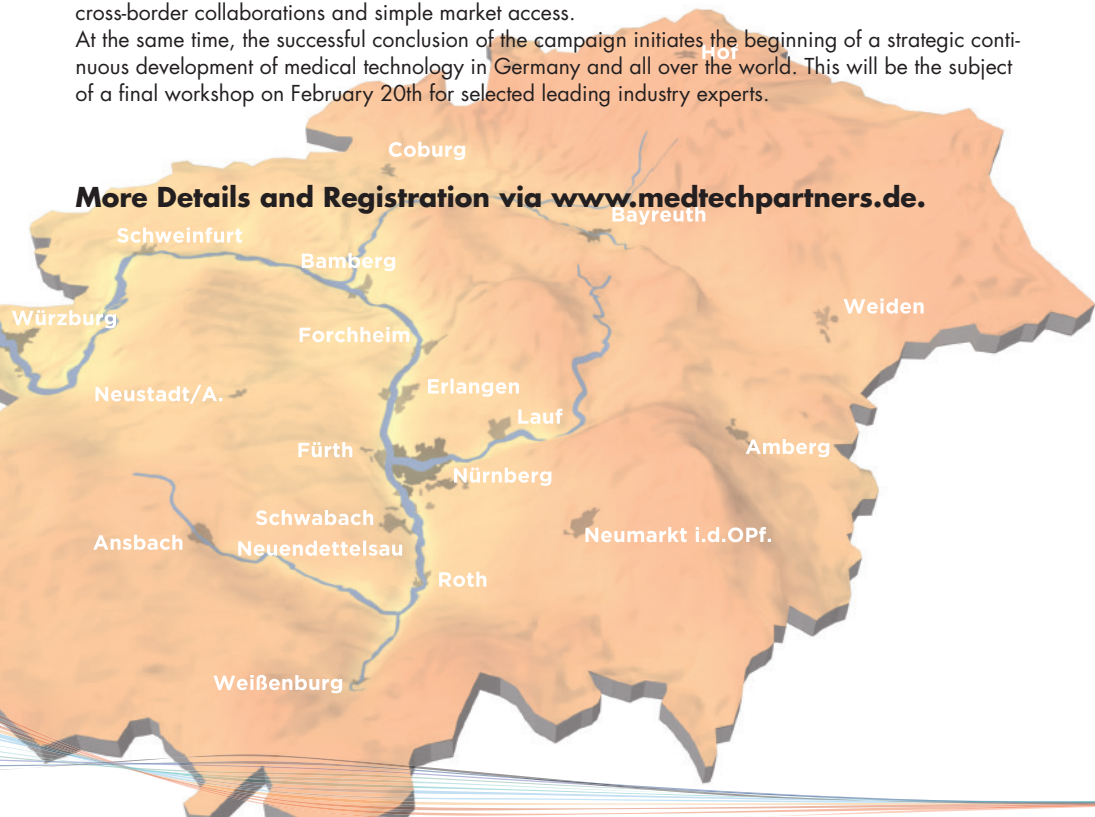 cross-border collaborations and simple market access.
At the same time, the successful conclusion of the campaign initiates the beginning of a strategic conti-
nuous development of medical technology in Germany and all over the world. This will be the subject
of a final workshop on February 20th for selected leading industry experts.
Hof
Coburg
More Details and Registration via www.medtechpartners.de.
Bayreuth
Schweinfurt
Bamberg
Weiden
Würzburg
Forchheim
Erlangen
Neustadt/A.
Lauf
Amberg
Fürth
Nürnberg
Schwabach
Neumarkt i.d.OPf.
Ansbach
Neuendettelsau
Roth
Weißenburg